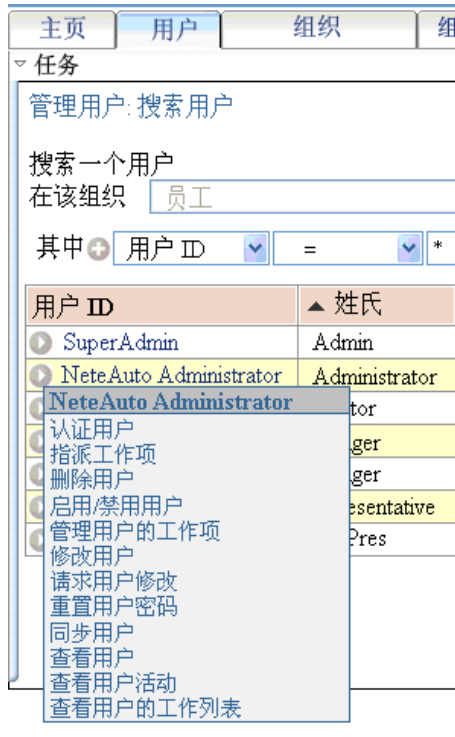 主页 用户 组织
任务
管理用户: 搜索用户
搜索一个用户
在该组织 员工
其中 用户 ID = *
用户 ID 姓氏
SuperAdmin Admin
NeteAuto Administrator Administrator
NeteAuto Administrator tor
认证用户 ger
指派工作项
删除用户 ger
启用/禁用用户 esentative
管理用户的工作项 Pres
修改用户
请求用户修改
重置用户密码
同步用户
查看用户
查看用户活动
查看用户的工作列表